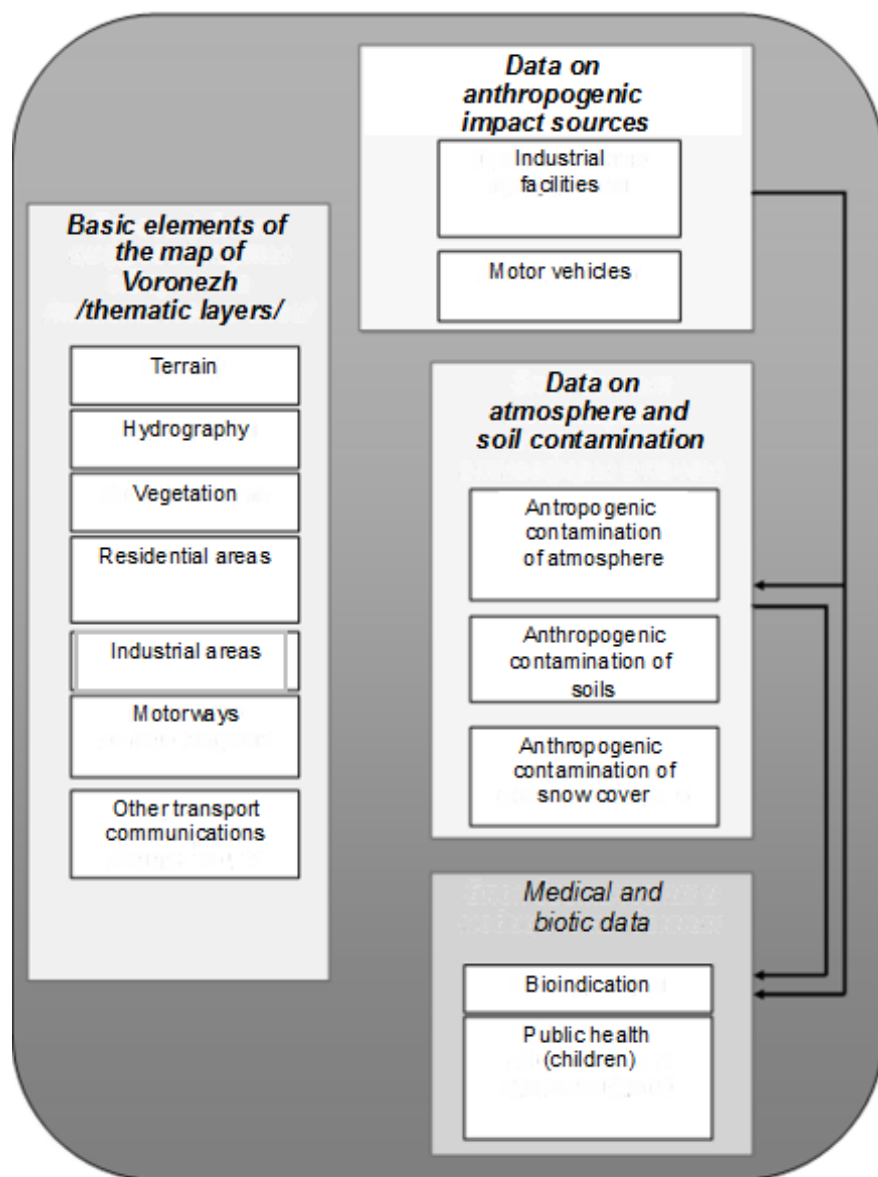 Data on
anthropogenic
impact sources
Industrial
facilities
Motor vehicles
Basic elements of
the map of
Voronezh
/thematic layers/
Terrain
Hydrography
Vegetation
Residential areas
Industrial areas
Motorways
Other transport
communications
Data on
atmosphere and
soil contamination
Antropogenic
contamination
of atmosphere
Anthropogenic
contamination of
soils
Anthropogenic
contamination of
snow cover
Medical and
biotic data
Bioindication
Public health
(children)